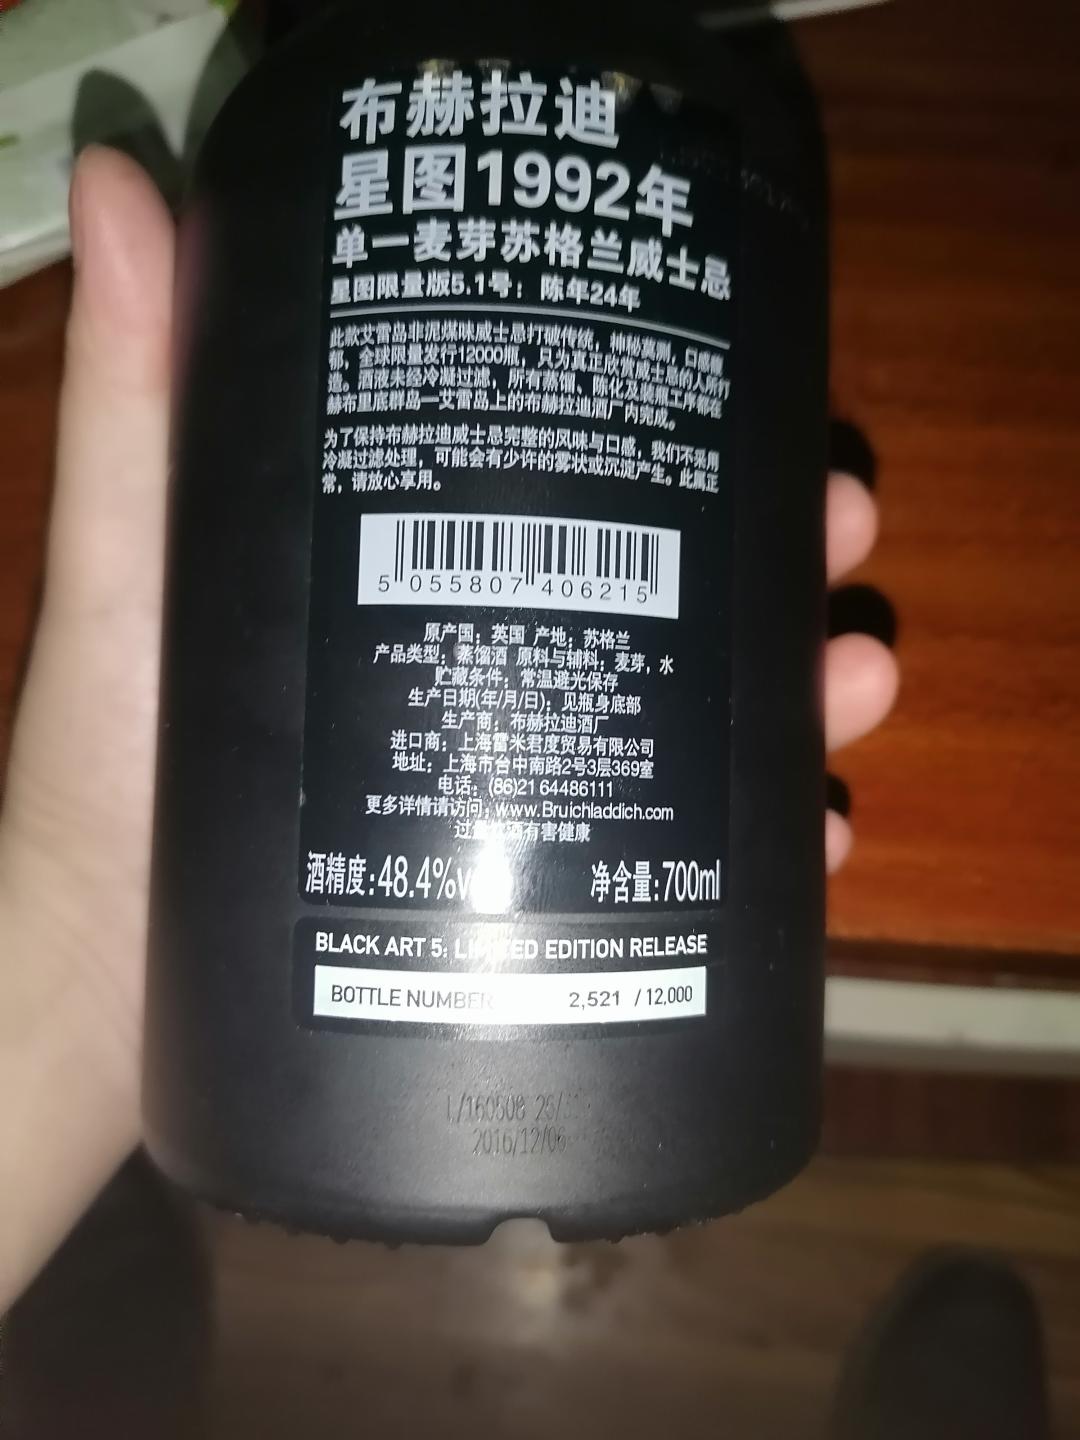 布赫拉迪
星图1992年
单一麦芽苏格兰威士忌
星图限量版5.1号：陈年24年
此款艾雷岛非泥煤味威士忌打破传统，神秘莫测，口感馥
郁，全球限量发行12000瓶，只为真正欣赏威士忌的人所打
造。酒液未经冷凝过滤，所有蒸馏、陈化及装瓶工序都在
赫布里底群岛—艾雷岛上的布赫拉迪酒厂内完成。
为了保持布赫拉迪威士忌完整的风味与口感，我们不采用
冷凝过滤处理，可能会有少许的雾状或沉淀产生。此属正
常，请放心享用。
5 055807 406215
原产国：英国 产地：苏格兰
产品类型：蒸馏酒 原料与辅料：麦芽，水
贮藏条件：常温避光保存
生产日期(年/月/日)：见瓶身底部
生产商：布赫拉迪酒厂
进口商：上海雷米君度贸易有限公司
地址：上海市台中南路2号3层369室
电话：(86)21 64486111
更多详情请访问：www.Bruichladdich.com
过 有害健康
酒精度:48.4% 净含量:700ml
BLACK ART 5: LIMITED EDITION RELEASE
BOTTLE NUMBER 2,521 /12,000
L/160508
2016/12/06